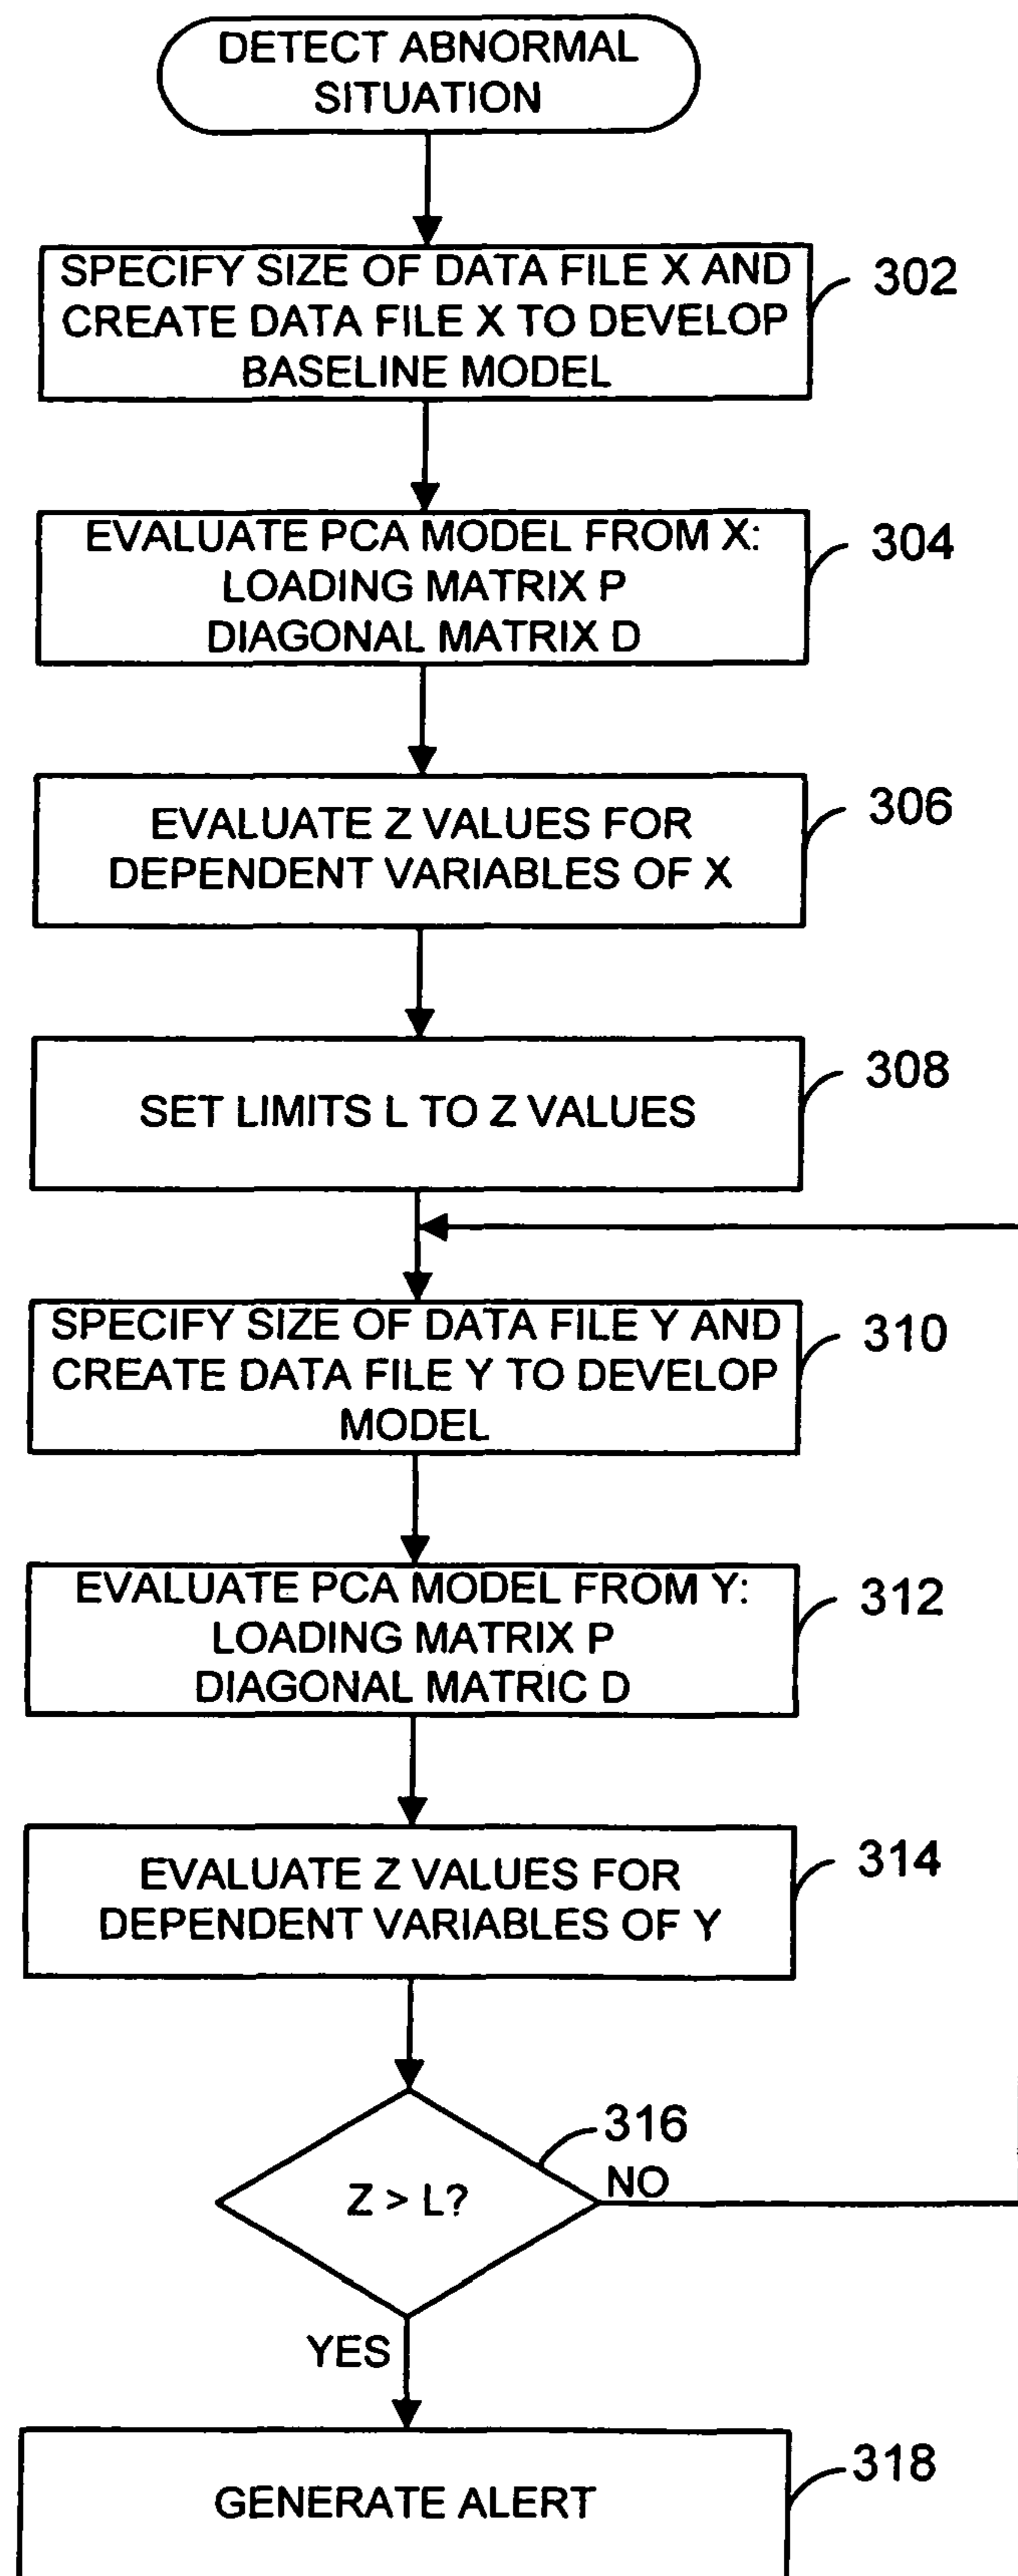 DETECT ABNORMAL
SITUATION
SPECIFY SIZE OF DATA FILE X AND
CREATE DATA FILE X TO DEVELOP
BASELINE MODEL
302
EVALUATE PCA MODEL FROM X:
LOADING MATRIX P
DIAGONAL MATRIX D
304
EVALUATE Z VALUES FOR
DEPENDENT VARIABLES OF X
306
SET LIMITS L TO Z VALUES
308
SPECIFY SIZE OF DATA FILE Y AND
CREATE DATA FILE Y TO DEVELOP
MODEL
310
EVALUATE PCA MODEL FROM Y:
LOADING MATRIX P
DIAGONAL MATRIC D
312
EVALUATE Z VALUES FOR
DEPENDENT VARIABLES OF Y
314
Z > L?
316
NO
YES
GENERATE ALERT
318